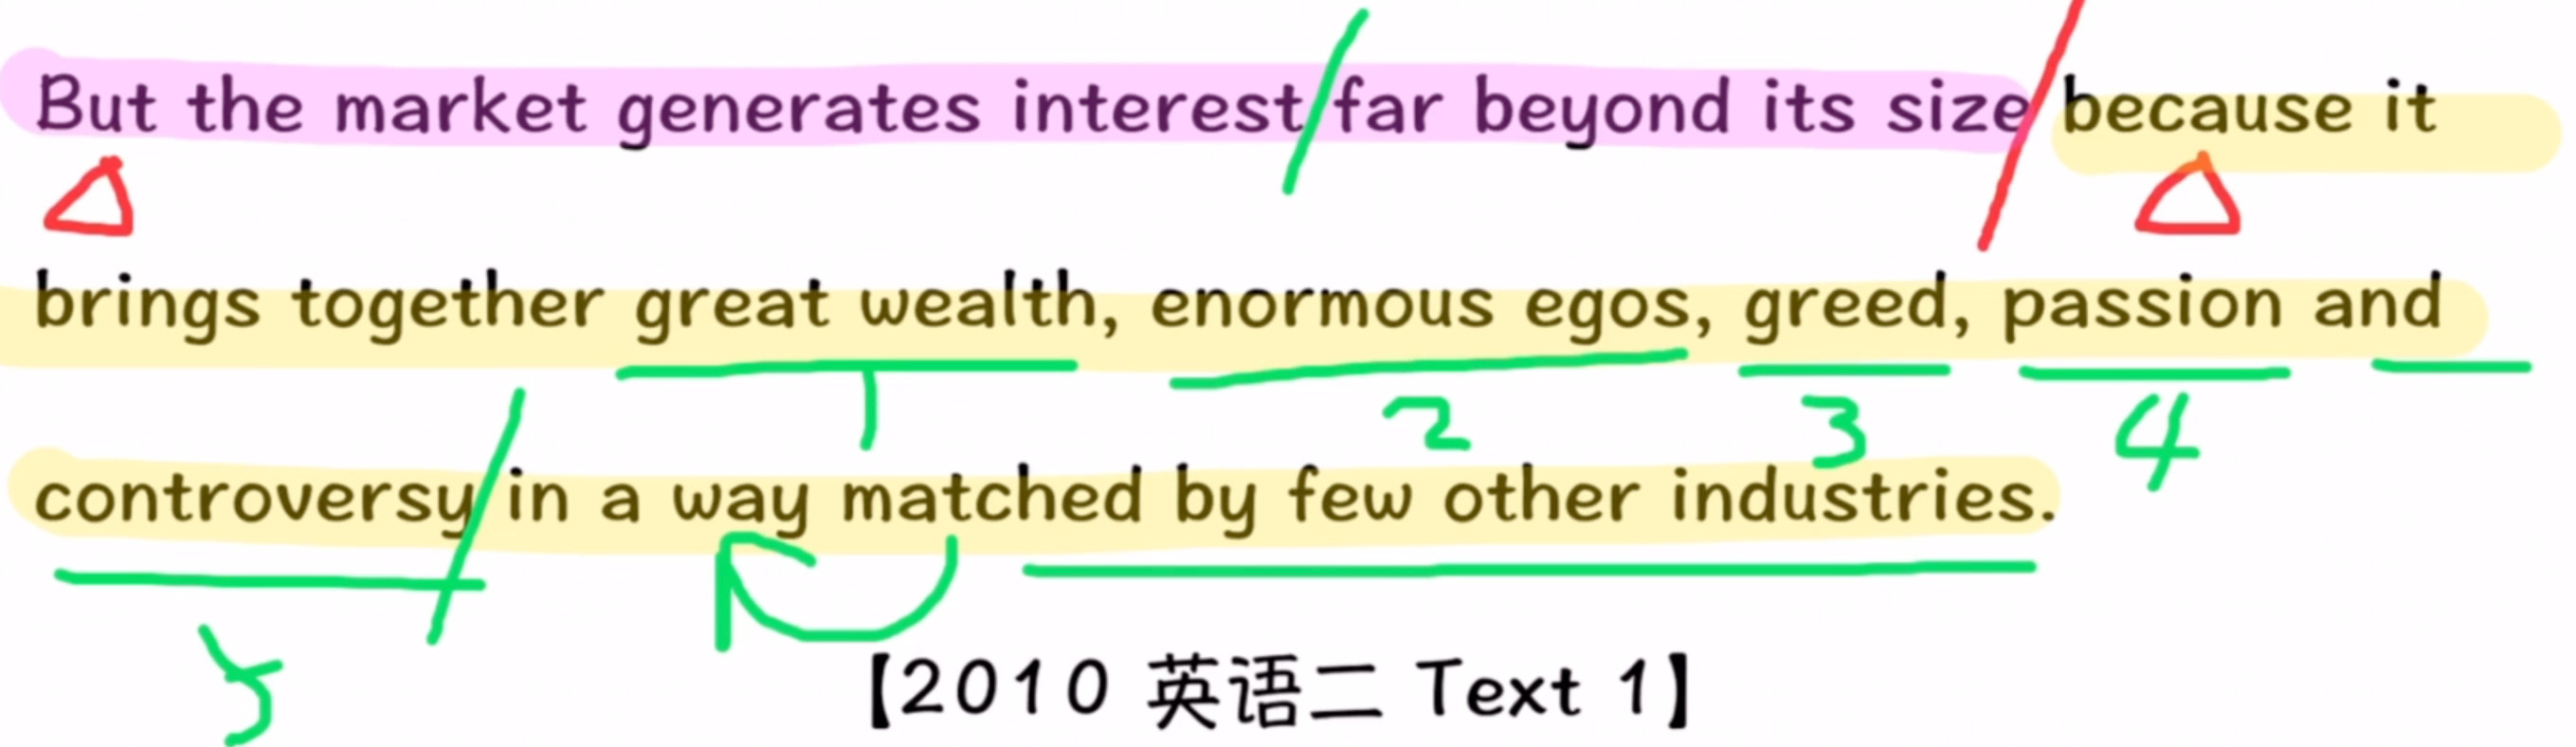 But the market generates interest far beyond its size because it
brings together great wealth, enormous egos, greed, passion and
1 2 3 4
controversy in a way matched by few other industries.
5
【2010 英语二 Text 1】